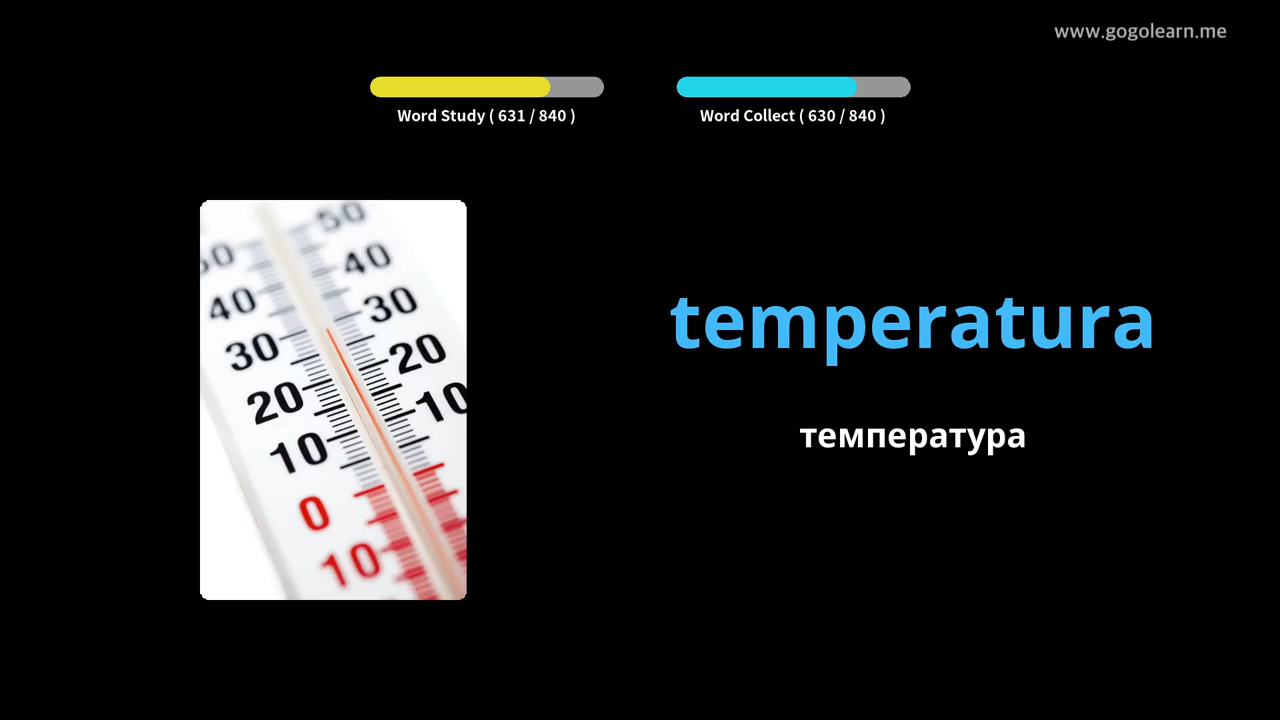 www.gogolearn.me
Word Study ( 631 / 840 )
Word Collect ( 630 / 840 )
50
50
40
40
30
30
20
20
10
10
0
10
temperatura
температура